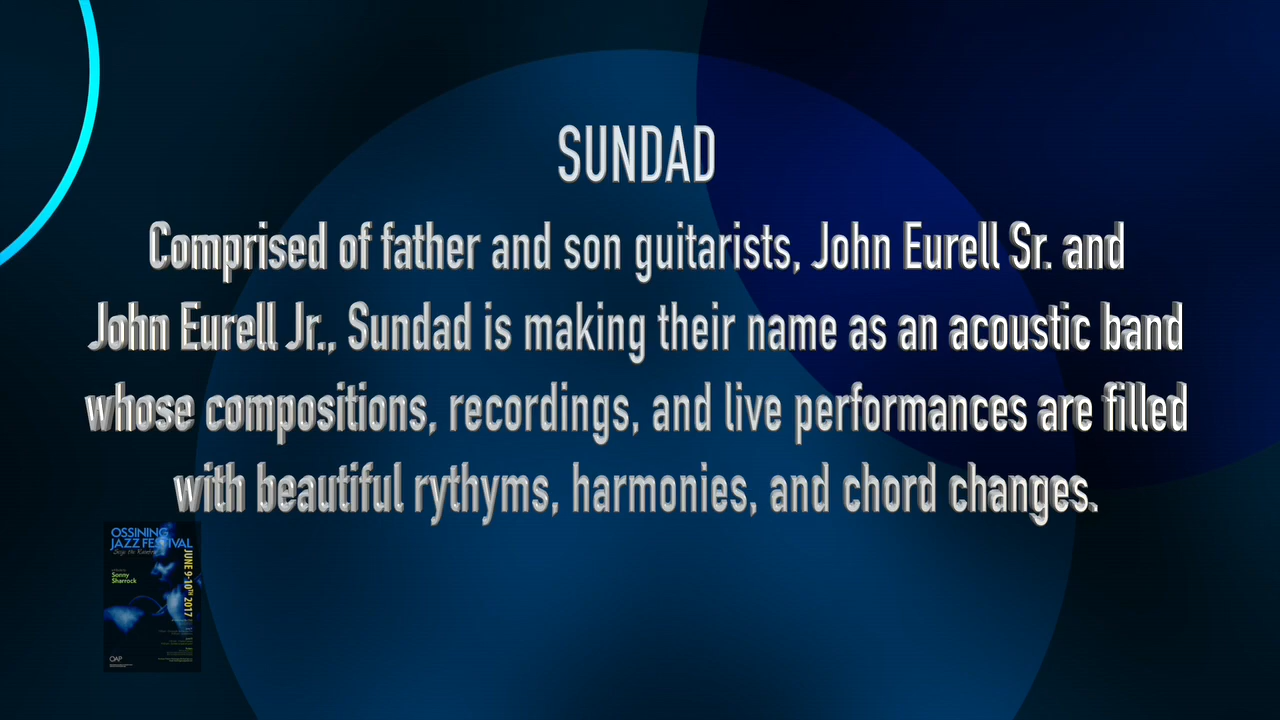 SUNDAD
Comprised of father and son guitarists, John Eurell Sr. and
John Eurell Jr., Sundad is making their name as an acoustic band
whose compositions, recordings, and live performances are filled
with beautiful rythyms, harmonies, and chord changes.
OSSINING
JAZZ FESTIVAL
JUNE 9-10TH 2017
Sonny
Sharrock
OAP